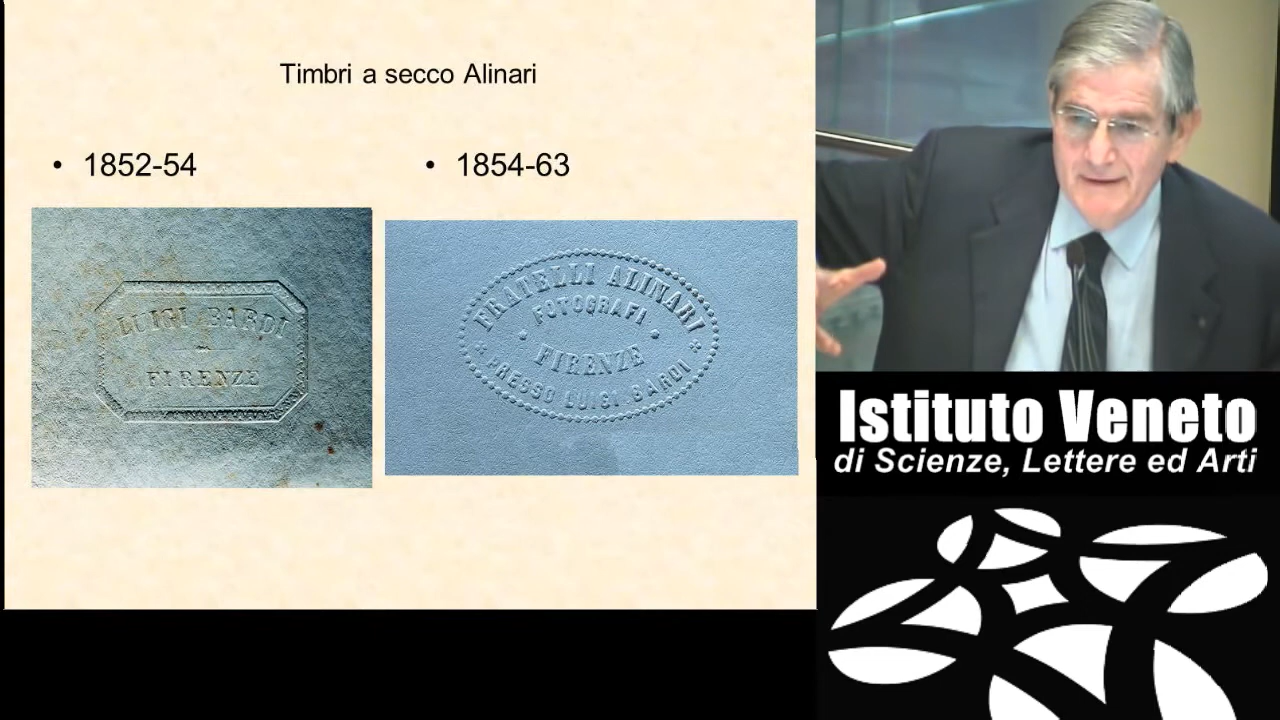 Timbri a secco Alinari
• 1852-54
LUIGI BARDI
FIRENZE
• 1854-63
FRATELLI ALINARI
FOTOGRAFI
FIRENZE
PRESSO LUIGI BARDI
Istituto Veneto
di Scienze, Lettere ed Arti